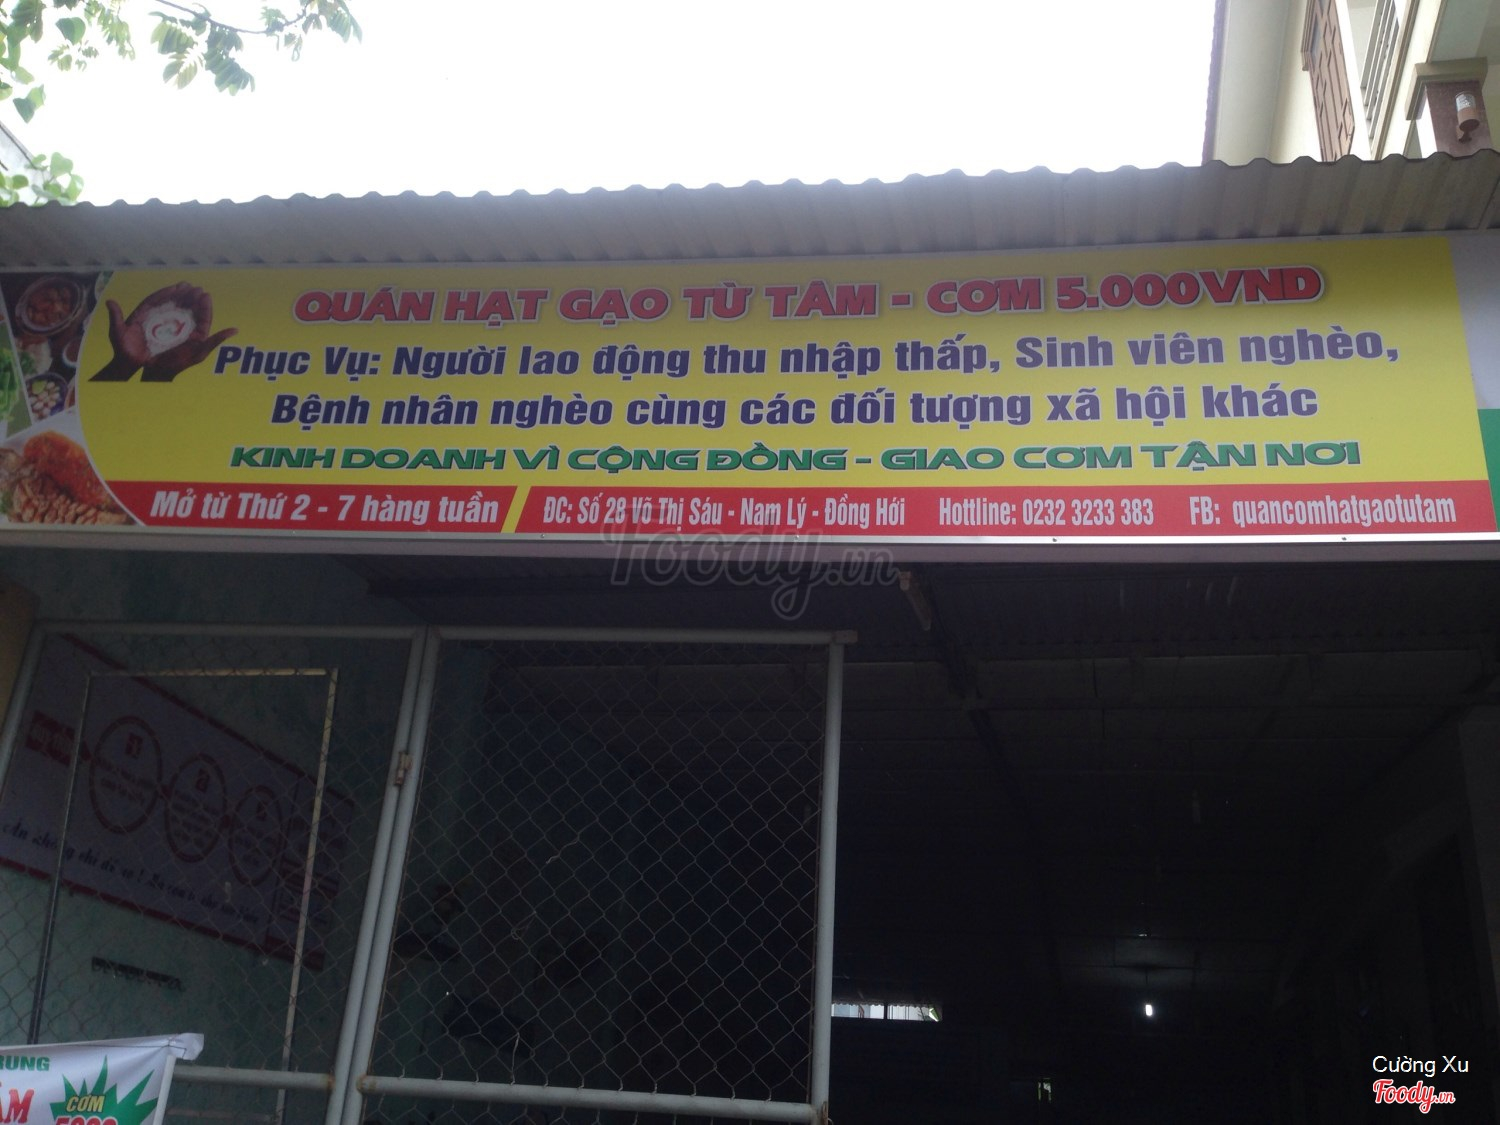 QUÁN HẠT GẠO TỪ TÂM - CƠM 5.000VND
Phục Vụ: Người lao động thu nhập thấp, Sinh viên nghèo,
Bệnh nhân nghèo cùng các đối tượng xã hội khác
KINH DOANH VÌ CỘNG ĐỒNG - GIAO CƠM TẬN NƠI
Mở từ Thứ 2 - 7 hàng tuần
ĐC: Số 28 Võ Thị Sáu - Nam Lý - Đồng Hới Hottline: 0232 3233 383 FB: quancomhatgaotutam
Foody.vn
CƠM
Cường Xu
Foody.vn